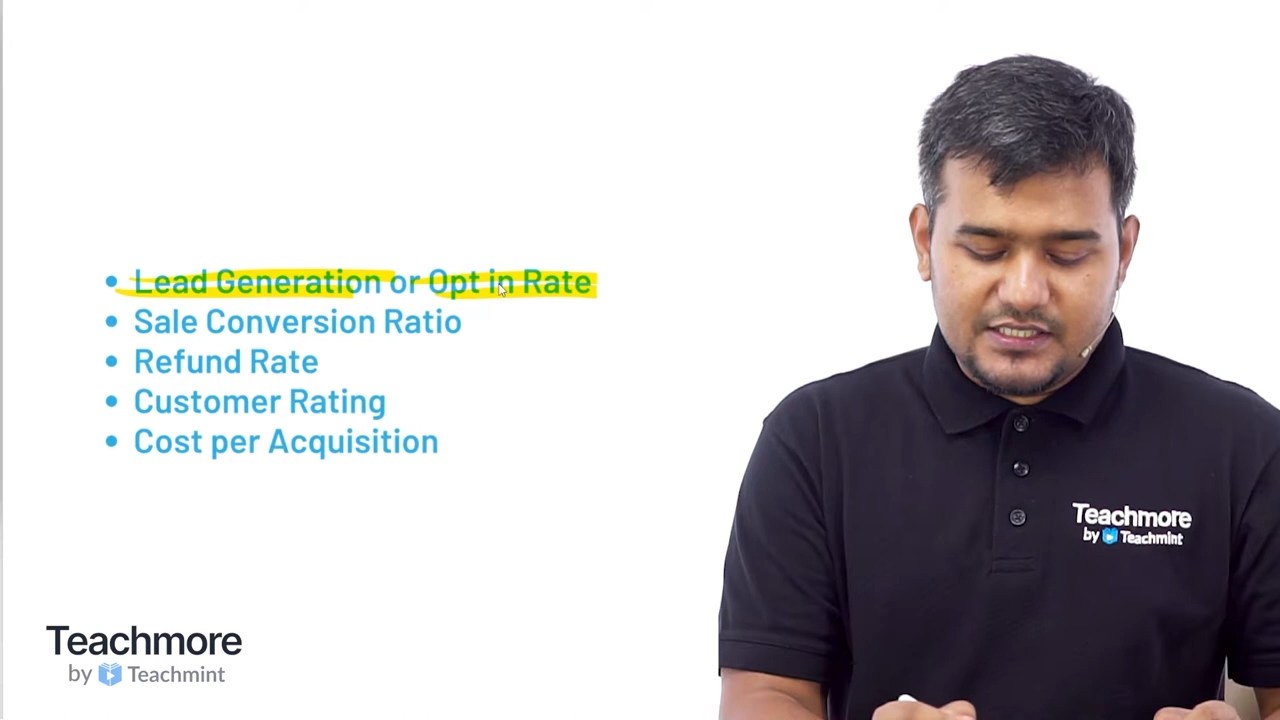 • Lead Generation or Opt in Rate
• Sale Conversion Ratio
• Refund Rate
• Customer Rating
• Cost per Acquisition
Teachmore
by Teachmint
Teachmore
by Teachmint